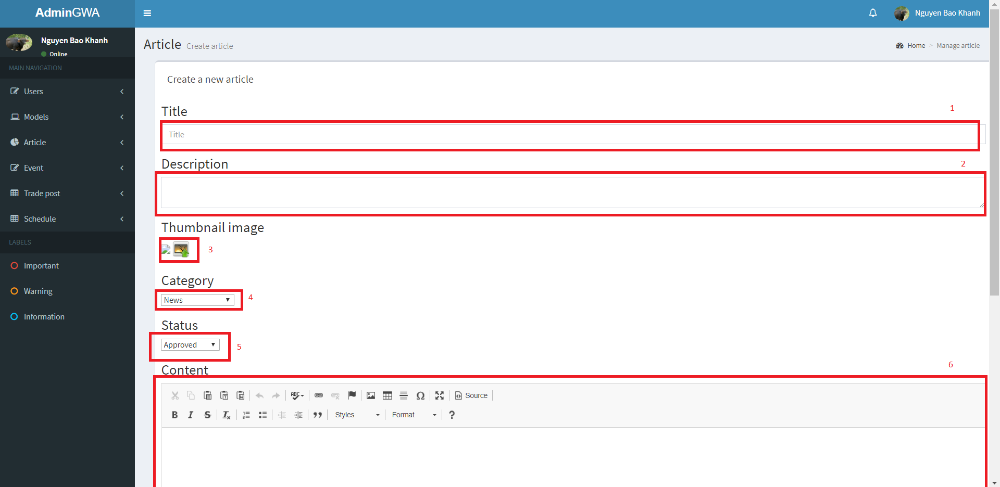 AdminGWA
Nguyen Bao Khanh
Nguyen Bao Khanh
Online
MAIN NAVIGATION
Users
Models
Article
Event
Trade post
Schedule
LABELS
Important
Warning
Information
Article Create article
Home > Manage article
Create a new article
Title 1
Title
Description 2
Thumbnail image
3
Category
News 4
Status
Approved 5
Content 6
ABC Source
B I S Tx Styles Format ?